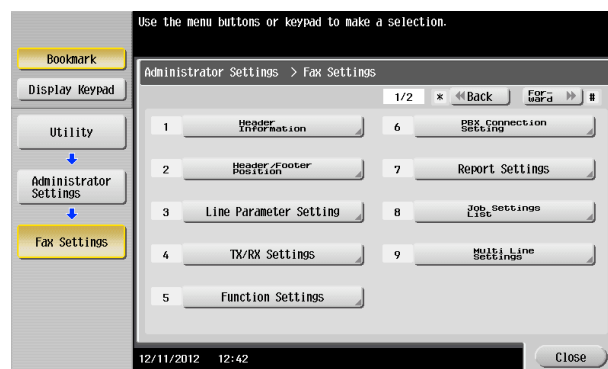 Use the menu buttons or keypad to make a selection.
Bookmark
Display Keypad
Utility
Administrator
Settings
Fax Settings
Administrator Settings > Fax Settings
1/2 * Back For-
ward #
1 Header
Information
2 Header/Footer
Position
3 Line Parameter Setting
4 TX/RX Settings
5 Function Settings
6 PBX Connection
Setting
7 Report Settings
8 Job Settings
List
9 Multi Line
Settings
12/11/2012 12:42
Close